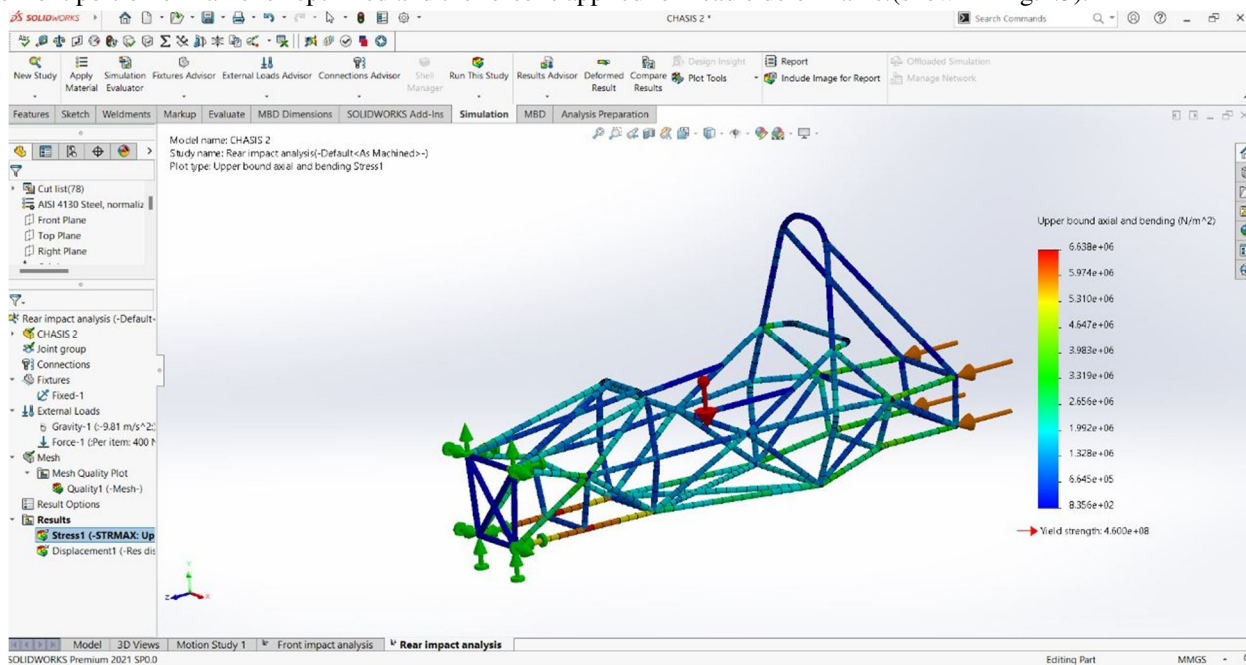 SOLIDWORKS
CHASIS 2 *
Search Commands
New Study
Apply Material
Simulation Evaluator
Fixtures Advisor
External Loads Advisor
Connections Advisor
Shell Manager
Run This Study
Results Advisor
Deformed Result
Compare Results
Design Insight
Plot Tools
Report
Include Image for Report
Offloaded Simulation
Manage Network
Features Sketch Weldments Markup Evaluate MBD Dimensions SOLIDWORKS Add-Ins Simulation MBD Analysis Preparation
Model name: CHASIS 2
Study name: Rear impact analysis(-Default<As Machined>-)
Plot type: Upper bound axial and bending Stress1
Cut list(78)
AISI 4130 Steel, normaliz
Front Plane
Top Plane
Right Plane
Rear impact analysis (-Default-
CHASIS 2
Joint group
Connections
Fixtures
Fixed-1
External Loads
Gravity-1 (:-9.81 m/s^2:)
Force-1 (:Per item: 400 N
Mesh
Mesh Quality Plot
Quality1 (-Mesh-)
Result Options
Results
Stress1 (-STRMAX: Up
Displacement1 (-Res dis
Upper bound axial and bending (N/m^2)
6.638e+06
5.974e+06
5.310e+06
4.647e+06
3.983e+06
3.319e+06
2.656e+06
1.992e+06
1.328e+06
6.645e+05
8.356e+02
Yield strength: 4.600e+08
Model 3D Views Motion Study 1 Front impact analysis Rear impact analysis
SOLIDWORKS Premium 2021 SP0.0
Editing Part
MMGS